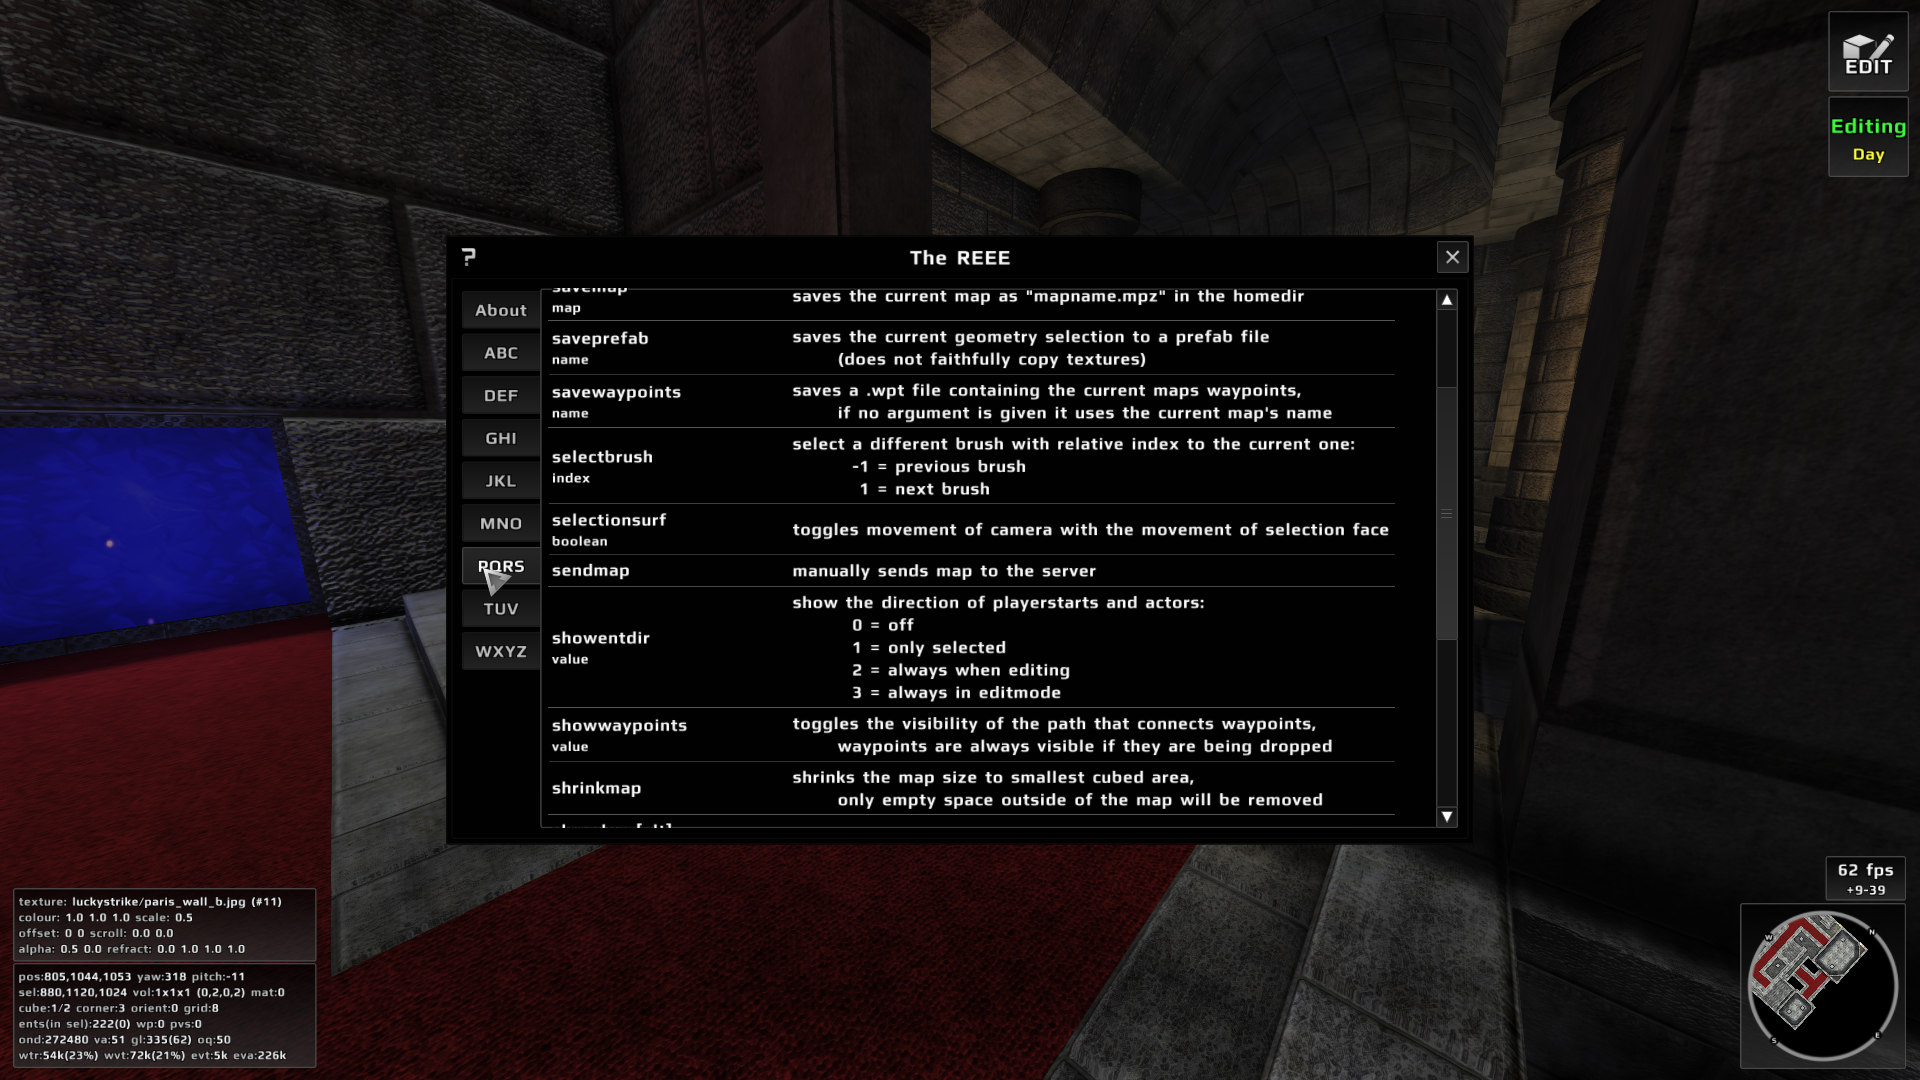 EDIT
Editing
Day
?
The REEE
About
ABC
DEF
GHI
JKL
MNO
PQRS
TUV
WXYZ
savemap
map
saves the current map as "mapname.mpz" in the homedir
saveprefab
name
saves the current geometry selection to a prefab file
(does not faithfully copy textures)
savewaypoints
name
saves a .wpt file containing the current maps waypoints,
if no argument is given it uses the current map's name
selectbrush
index
select a different brush with relative index to the current one:
-1 = previous brush
1 = next brush
selectionsurf
boolean
toggles movement of camera with the movement of selection face
sendmap
manually sends map to the server
showentdir
value
show the direction of playerstarts and actors:
0 = off
1 = only selected
2 = always when editing
3 = always in editmode
showwaypoints
value
toggles the visibility of the path that connects waypoints,
waypoints are always visible if they are being dropped
shrinkmap
shrinks the map size to smallest cubed area,
only empty space outside of the map will be removed
62 fps
+9-39
W
N
S
E
texture: luckystrike/paris_wall_b.jpg (#11)
colour: 1.0 1.0 1.0 scale: 0.5
offset: 0 0 scroll: 0.0 0.0
alpha: 0.5 0.0 refract: 0.0 1.0 1.0 1.0
pos:805,1044,1053 yaw:318 pitch:-11
sel:880,1120,1024 vol:1x1x1 (0,2,0,2) mat:0
cube:1/2 corner:3 orient:0 grid:8
ents(in sel):222(0) wp:0 pvs:0
ond:272480 va:51 gl:335(62) oq:50
wtr:54k(23%) wvt:72k(21%) evt:5k eva:226k